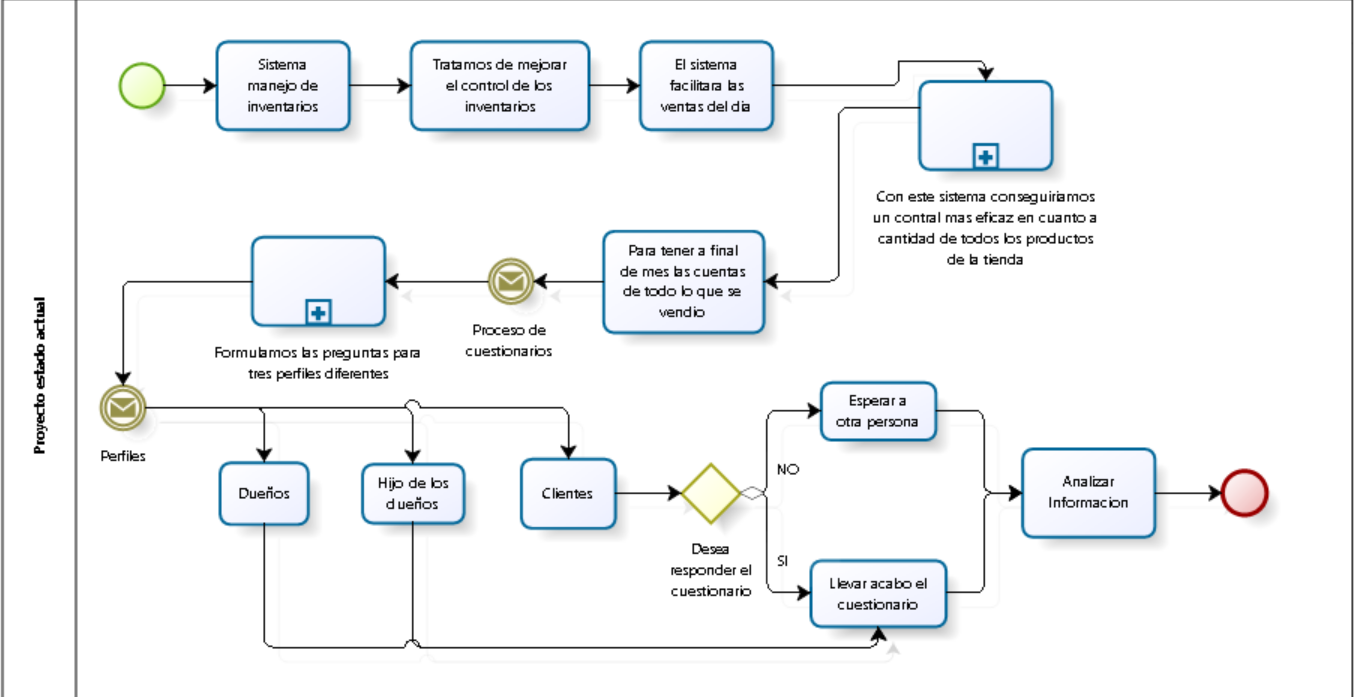 Proyecto estado actual
Sistema
manejo de
inventarios
Tratamos de mejorar
el control de los
inventarios
El sistema
facilitara las
ventas del dia
Con este sistema conseguiriamos
un contral mas eficaz en cuanto a
cantidad de todos los productos
de la tienda
Para tener a final
de mes las cuentas
de todo lo que se
vendio
Proceso de
cuestionarios
Formulamos las preguntas para
tres perfiles diferentes
Perfiles
Dueños
Hijo de los
dueños
Clientes
Desea
responder el
cuestionario
NO
SI
Esperar a
otra persona
Llevar acabo el
cuestionario
Analizar
Informacion